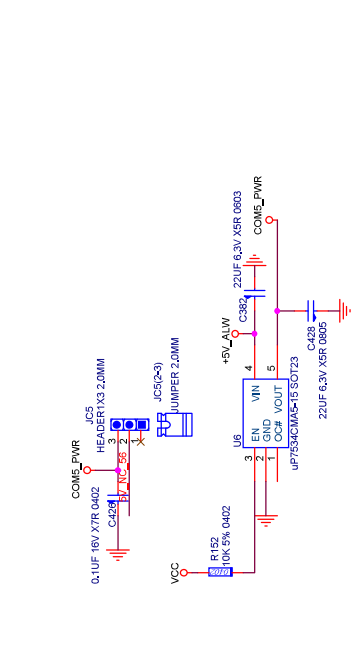 COM5_PWR
22UF 6.3V X5R 0603
C382
+5V_ALW
C428
22UF 6.3V X5R 0805
4
5
VIN
VOUT
U6
EN
GND
OC#
3
2
1
uP7534CMA5-15 SOT23
JC5
HEADER1X3 2.0MM
JC5(2-3)
JUMPER 2.0MM
3
2
1
COM5_PWR
5V_NC_56
C426
0.1UF 16V X7R 0402
R152
10K 5% 0402
VCC